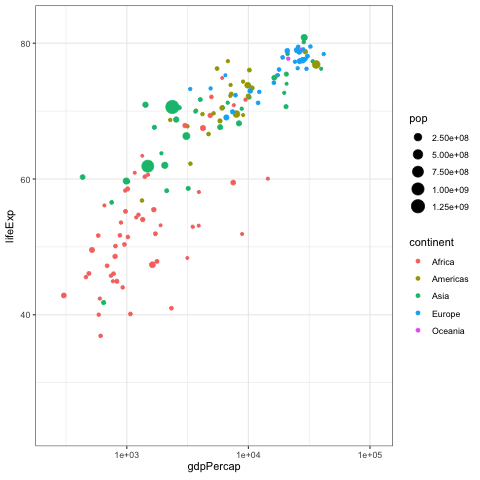 80
60
40
lifeExp
1e+03
1e+04
1e+05
gdpPercap
pop
2.50e+08
5.00e+08
7.50e+08
1.00e+09
1.25e+09
continent
Africa
Americas
Asia
Europe
Oceania